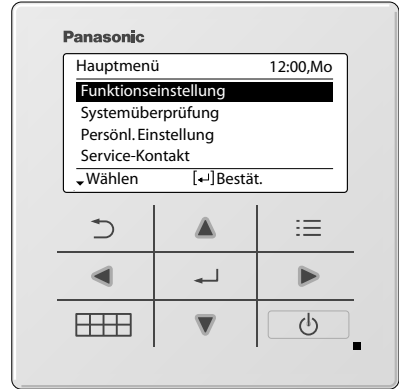 Panasonic
Hauptmenü 12:00,Mo
Funktionseinstellung
Systemüberprüfung
Persönl. Einstellung
Service-Kontakt
Wählen [↵]Bestät.